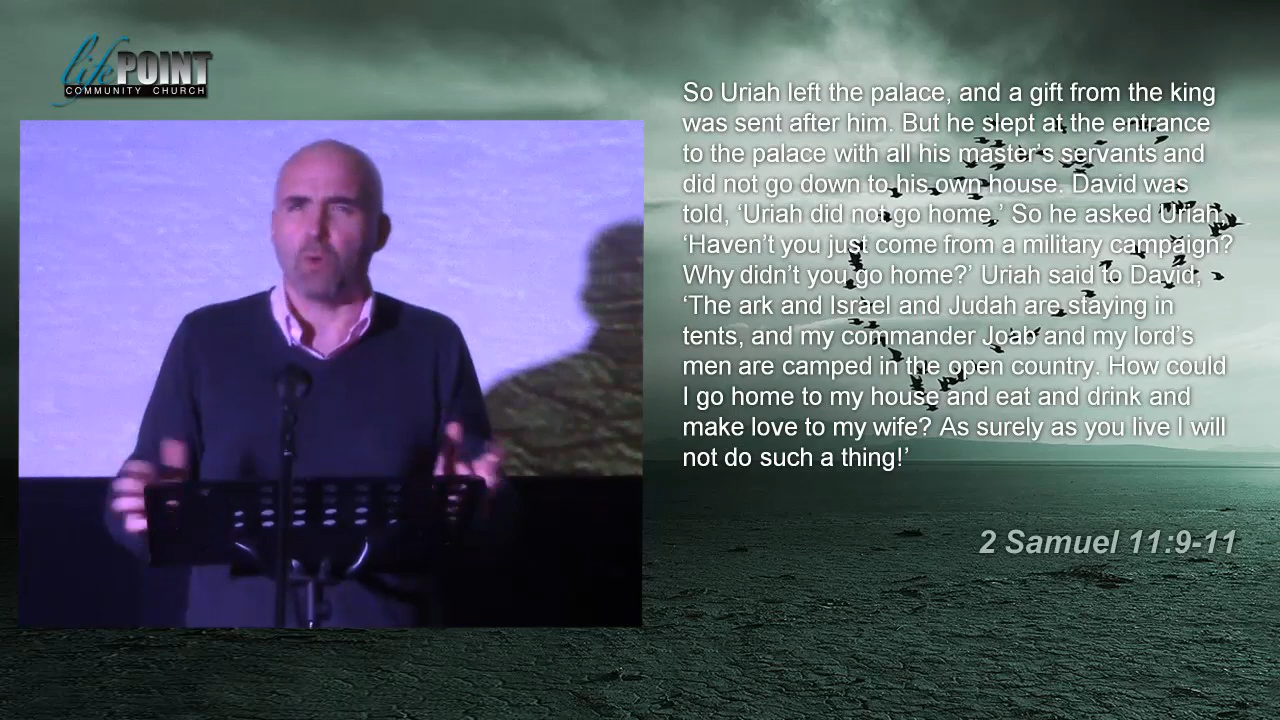 life POINT
COMMUNITY CHURCH
So Uriah left the palace, and a gift from the king
was sent after him. But he slept at the entrance
to the palace with all his master's servants and
did not go down to his own house. David was
told, ‘Uriah did not go home.’ So he asked Uriah,
‘Haven’t you just come from a military campaign?
Why didn’t you go home?’ Uriah said to David,
‘The ark and Israel and Judah are staying in
tents, and my commander Joab and my lord’s
men are camped in the open country. How could
I go home to my house and eat and drink and
make love to my wife? As surely as you live I will
not do such a thing!’
2 Samuel 11:9-11